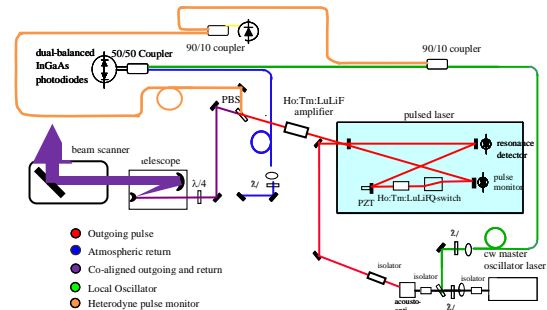 90/10 coupler
dual-balanced
InGaAs
photodiodes
50/50 Coupler
90/10 coupler
PBS
Ho:Tm:LuLiF
amplifier
pulsed laser
resonance
detector
pulse
monitor
beam scanner
telescope
λ/4
PZT
Ho:Tm:LuLiF
Q-switch
Outgoing pulse
Atmospheric return
Co-aligned outgoing and return
Local Oscillator
Heterodyne pulse monitor
isolator
isolator
isolator
acousto-
cw master
oscillator laser